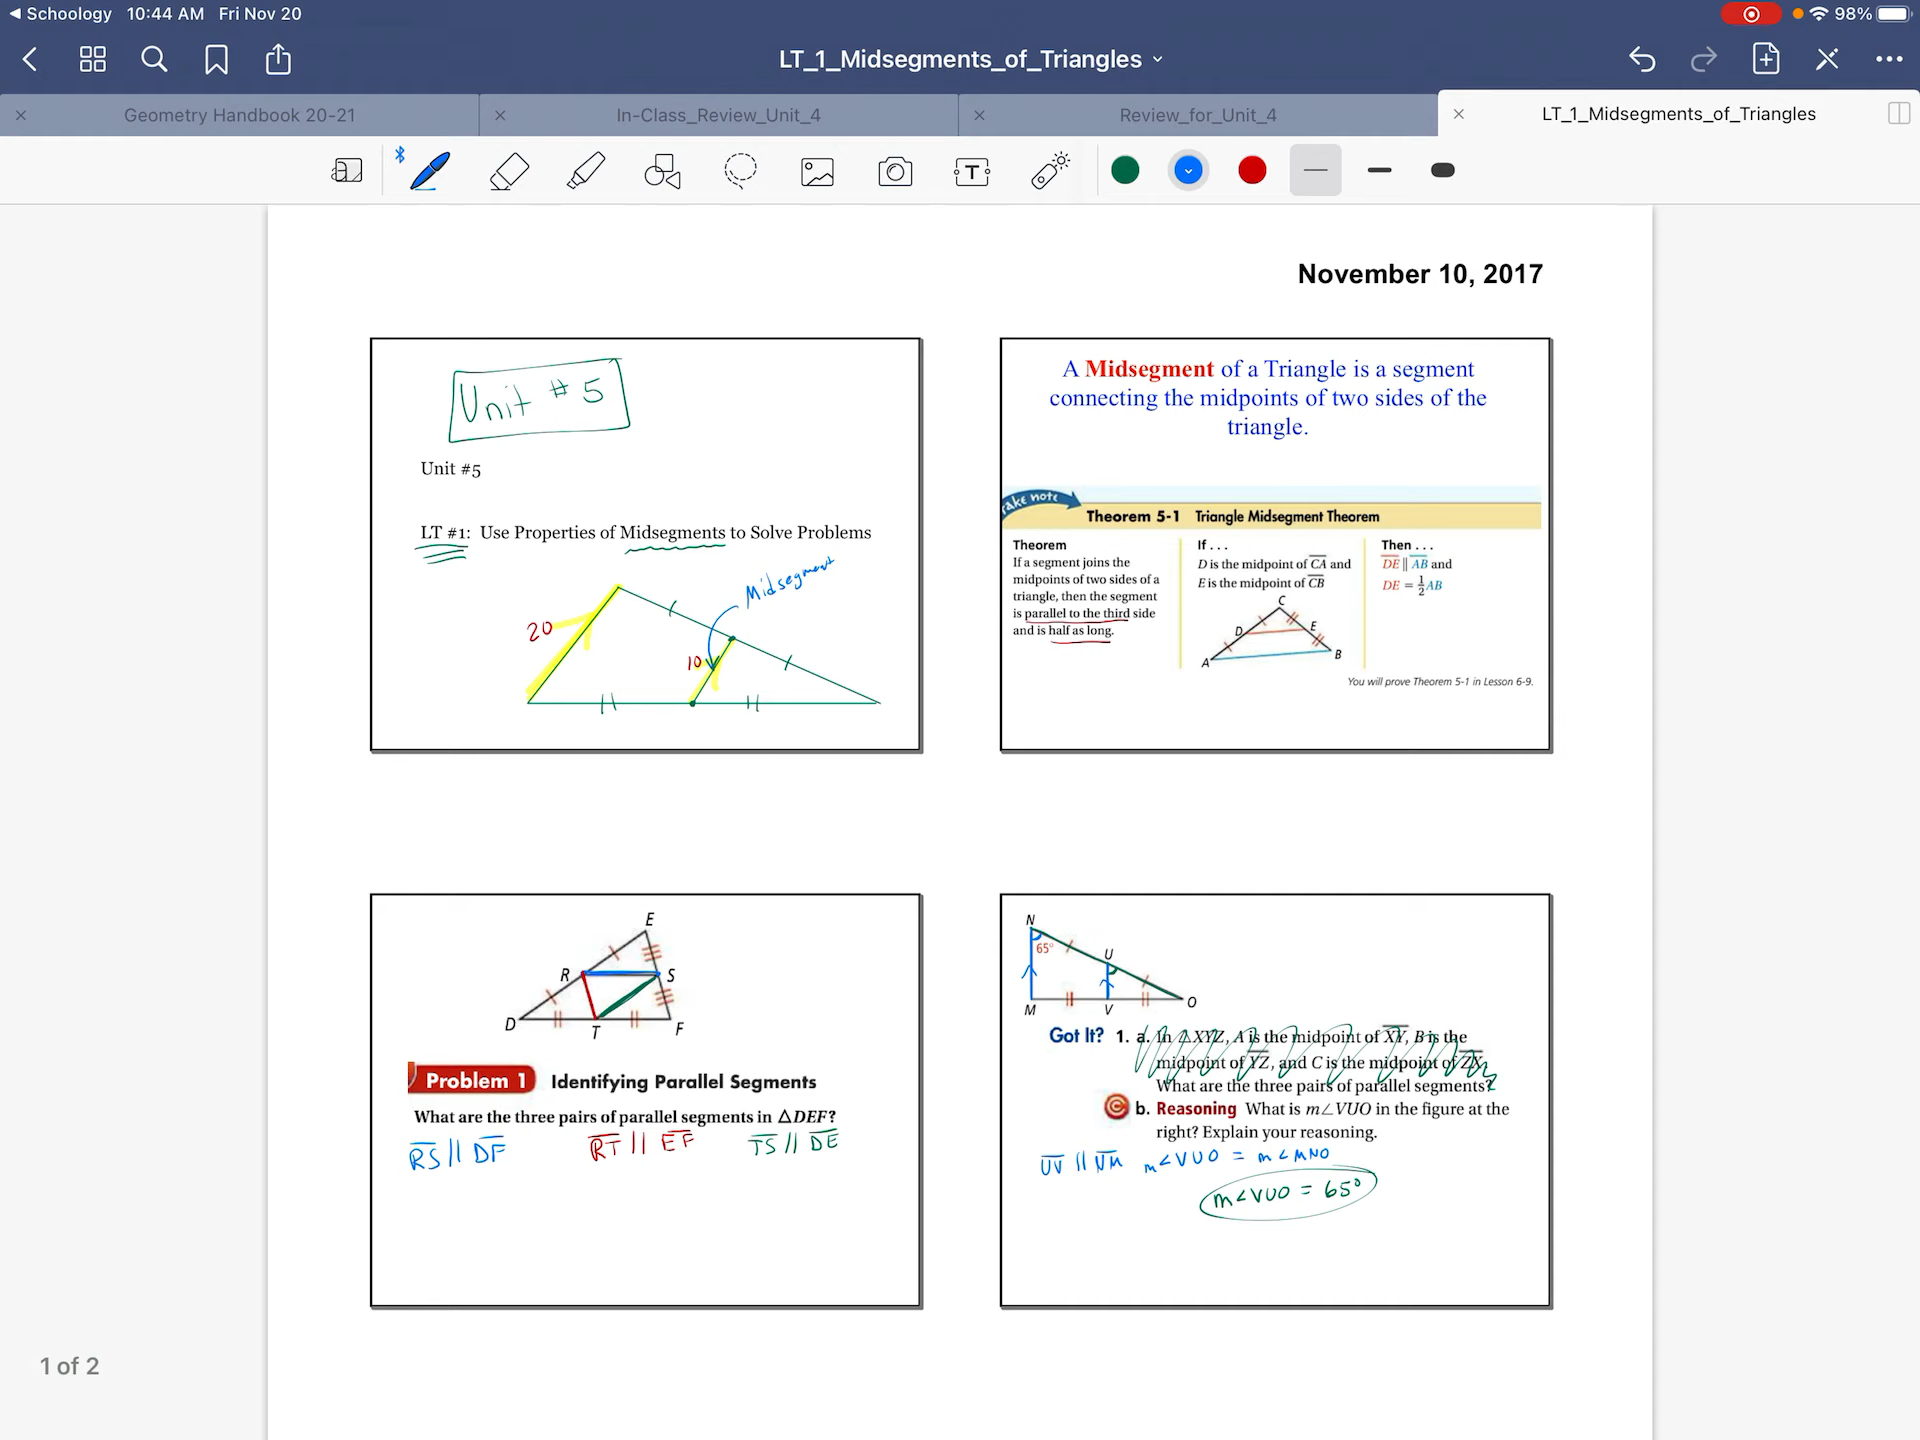 Schoology 10:44 AM Fri Nov 20
98%
LT_1_Midsegments_of_Triangles
Geometry Handbook 20-21
In-Class_Review_Unit_4
Review_for_Unit_4
LT_1_Midsegments_of_Triangles
November 10, 2017
Unit #5
Unit #5
LT #1: Use Properties of Midsegments to Solve Problems
Midsegment
20
10
A Midsegment of a Triangle is a segment
connecting the midpoints of two sides of the
triangle.
take note
Theorem 5-1 Triangle Midsegment Theorem
Theorem
If a segment joins the
midpoints of two sides of a
triangle, then the segment
is parallel to the third side
and is half as long.
If . . .
D is the midpoint of CA and
E is the midpoint of CB
C
D
E
A
B
Then . . .
DE ∥ AB and
DE = 1/2 AB
You will prove Theorem 5-1 in Lesson 6-9.
E
R
S
D
T
F
Problem 1 Identifying Parallel Segments
What are the three pairs of parallel segments in △DEF?
RS // DF RT // EF TS // DE
N
65°
U
M
V
O
Got It? 1. a. In △XYZ, A is the midpoint of XY, B is the
midpoint of YZ, and C is the midpoint of ZX.
What are the three pairs of parallel segments?
b. Reasoning What is m∠VUO in the figure at the
right? Explain your reasoning.
UV // NM m∠VUO = m∠MNO
m∠VUO = 65°
1 of 2